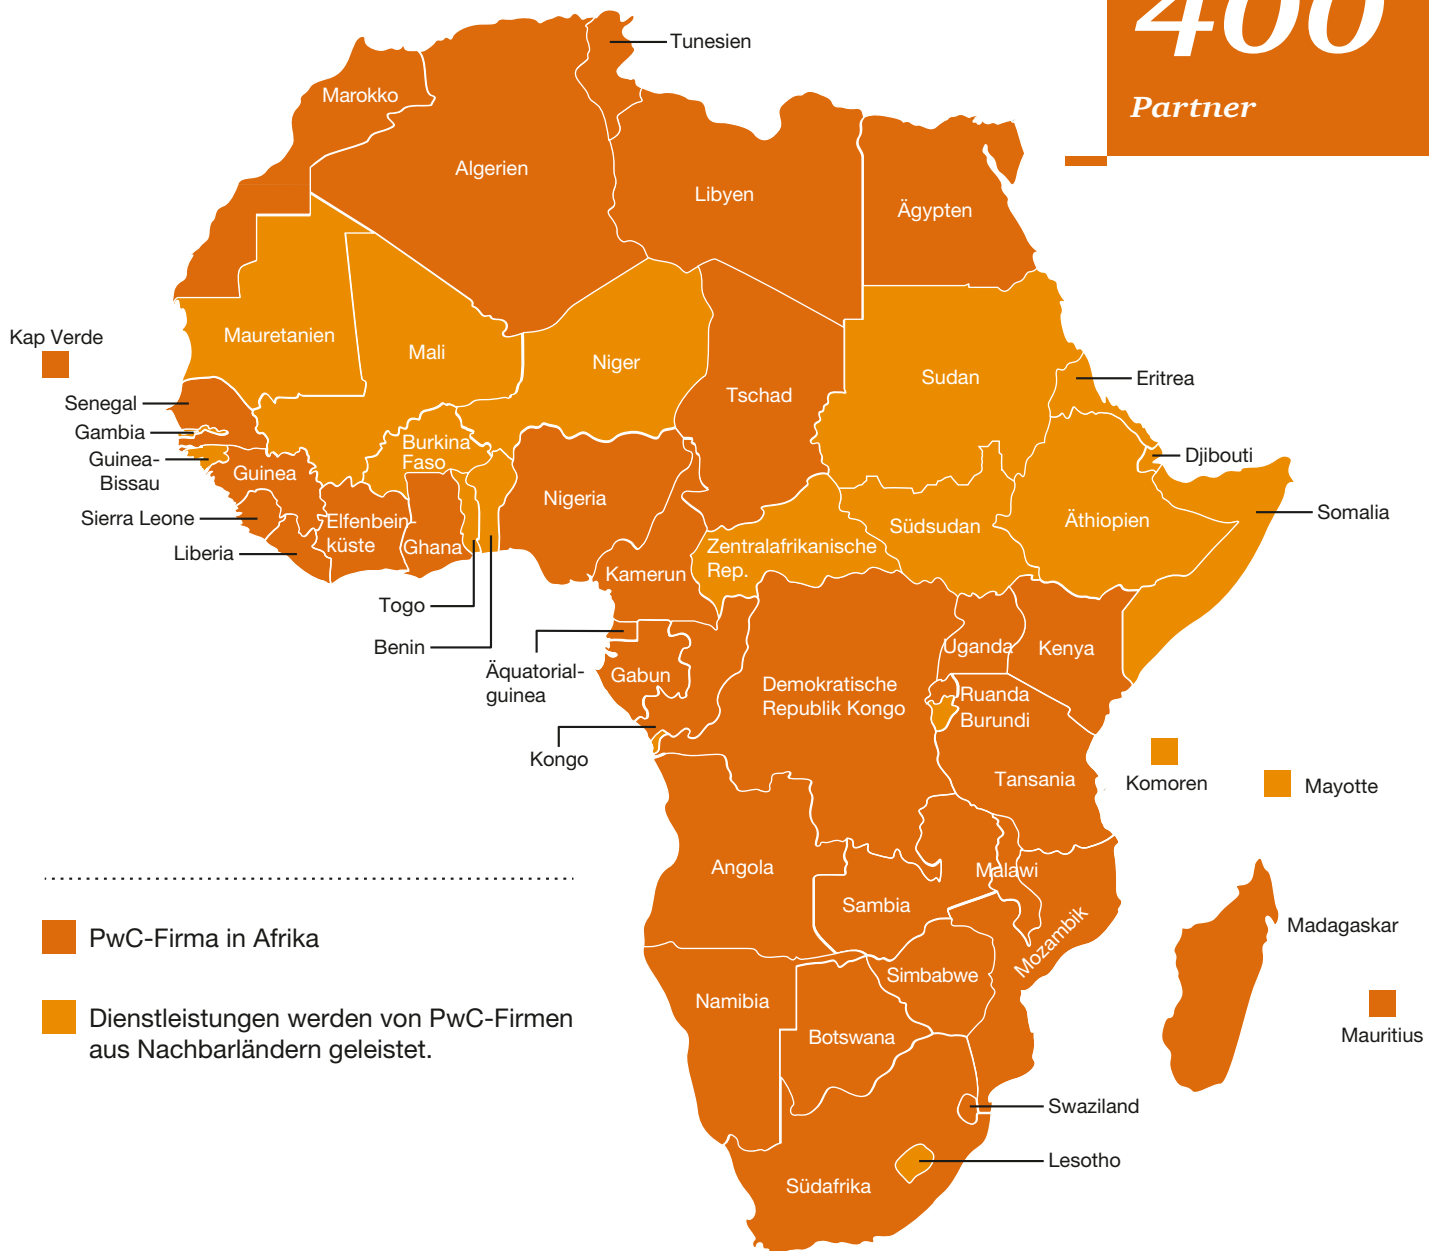 400
Partner
Tunesien
Marokko
Algerien
Libyen
Ägypten
Kap Verde
Mauretanien
Mali
Niger
Tschad
Sudan
Eritrea
Senegal
Gambia
Guinea-
Bissau
Guinea
Burkina
Faso
Djibouti
Sierra Leone
Liberia
Elfenbein-
küste
Ghana
Nigeria
Südsudan
Äthiopien
Somalia
Zentralafrikanische
Rep.
Kamerun
Togo
Benin
Äquatorial-
guinea
Gabun
Kongo
Demokratische
Republik Kongo
Uganda
Kenya
Ruanda
Burundi
Tansania
Komoren
Mayotte
Angola
Sambia
Malawi
Mozambik
Madagaskar
Mauritius
Simbabwe
Namibia
Botswana
Swaziland
Lesotho
Südafrika
PwC-Firma in Afrika
Dienstleistungen werden von PwC-Firmen
aus Nachbarländern geleistet.